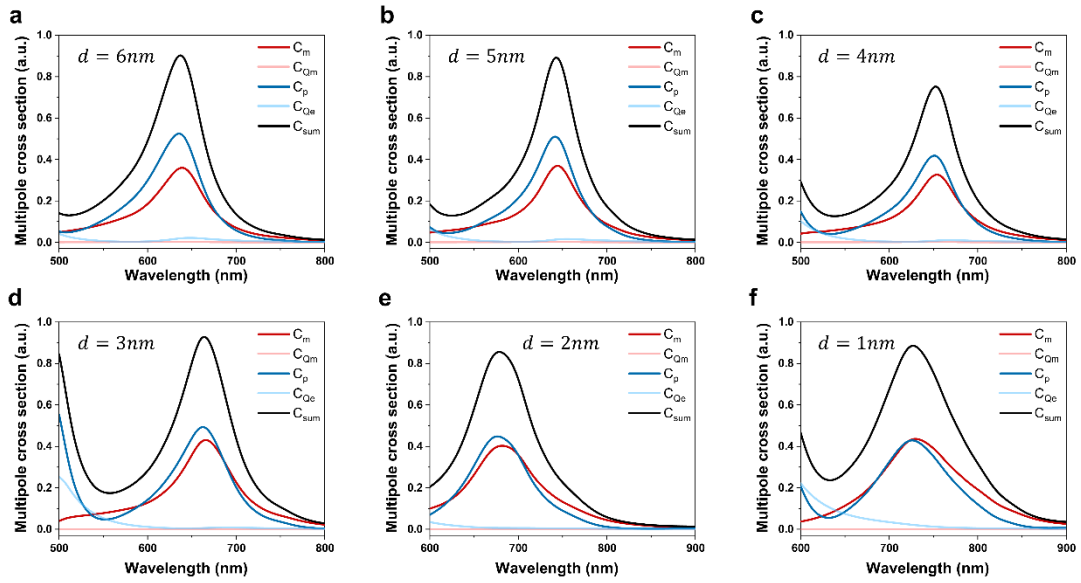 a
d = 6nm
C_m
C_Qm
C_p
C_Qe
C_sum
Multipole cross section (a.u.)
1.0
0.8
0.6
0.4
0.2
0.0
500 600 700 800
Wavelength (nm)
b
d = 5nm
C_m
C_Qm
C_p
C_Qe
C_sum
Multipole cross section (a.u.)
1.0
0.8
0.6
0.4
0.2
0.0
500 600 700 800
Wavelength (nm)
c
d = 4nm
C_m
C_Qm
C_p
C_Qe
C_sum
Multipole cross section (a.u.)
1.0
0.8
0.6
0.4
0.2
0.0
500 600 700 800
Wavelength (nm)
d
d = 3nm
C_m
C_Qm
C_p
C_Qe
C_sum
Multipole cross section (a.u.)
1.0
0.8
0.6
0.4
0.2
0.0
500 600 700 800
Wavelength (nm)
e
d = 2nm
C_m
C_Qm
C_p
C_Qe
C_sum
Multipole cross section (a.u.)
1.0
0.8
0.6
0.4
0.2
0.0
600 700 800 900
Wavelength (nm)
f
d = 1nm
C_m
C_Qm
C_p
C_Qe
C_sum
Multipole cross section (a.u.)
1.0
0.8
0.6
0.4
0.2
0.0
600 700 800 900
Wavelength (nm)